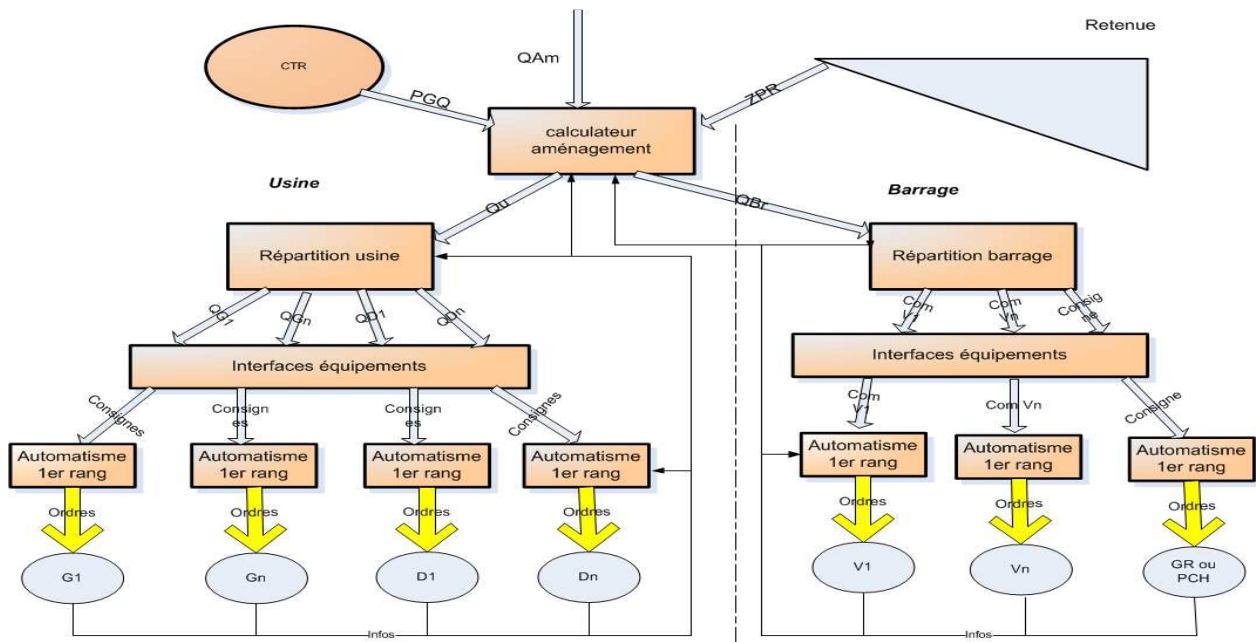 Retenue
CTR
QAm
PGQ
ZPR
calculateur
aménagement
Usine
Barrage
Qu
QBr
Répartition usine
Répartition barrage
QG1
QGn
QD1
QDn
Com
V1
Com
Vn
Consig
ne
Interfaces équipements
Interfaces équipements
Consignes
Consign
es
Consign
es
Consignes
Com
V1
Com Vn
Consigne
Automatisme
1er rang
Automatisme
1er rang
Automatisme
1er rang
Automatisme
1er rang
Automatisme
1er rang
Automatisme
1er rang
Automatisme
1er rang
Ordres
Ordres
Ordres
Ordres
Ordres
Ordres
Ordres
G1
Gn
D1
Dn
V1
Vn
GR ou
PCH
Infos
Infos